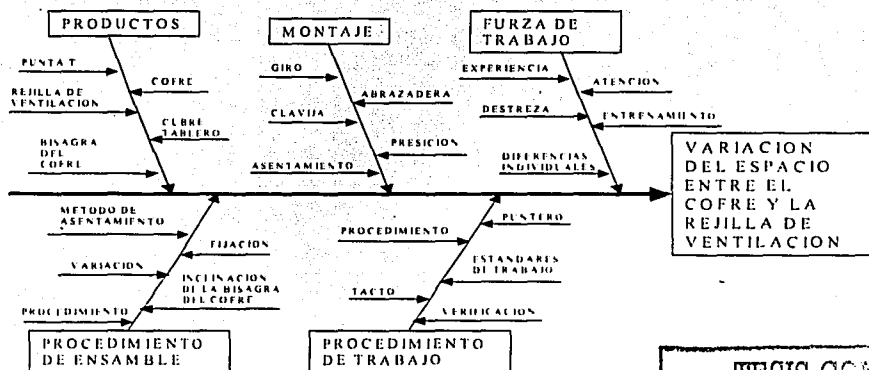 PRODUCTOS
MONTAJE
FURZA DE
TRABAJO
PUNTA T
COFRE
REJILLA DE
VENTILACION
CUBRE
TABLERO
BISAGRA
DEL
COFRE
GIRO
ABRAZADERA
CLAVIJA
PRESICION
ASENTAMIENTO
EXPERIENCIA
ATENCION
DESTREZA
ENTRENAMIENTO
DIFERENCIAS
INDIVIDUALES
VARIACION
DEL ESPACIO
ENTRE EL
COFRE Y LA
REJILLA DE
VENTILACION
METODO DE
ASENTAMIENTO
FIJACION
VARIACION
INCLINACION
DE LA BISAGRA
DEL COFRE
PROCEDIMIENTO
PUNTERO
PROCEDIMIENTO
ESTANDARES
DE TRABAJO
TACTO
VERIFICACION
PROCEDIMIENTO
DE ENSAMBLE
PROCEDIMIENTO
DE TRABAJO
TESIS CON